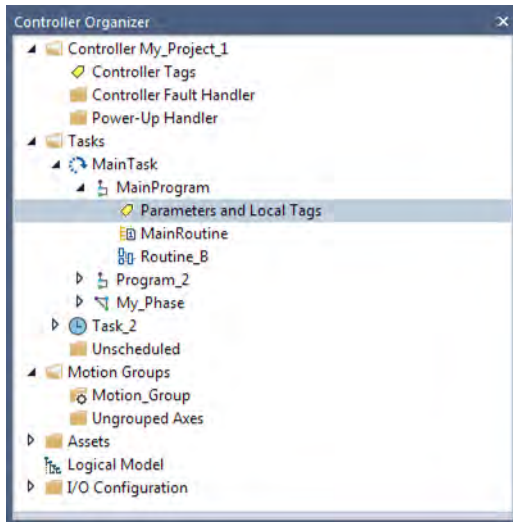 Controller Organizer
Controller My_Project_1
Controller Tags
Controller Fault Handler
Power-Up Handler
Tasks
MainTask
MainProgram
Parameters and Local Tags
MainRoutine
Routine_B
Program_2
My_Phase
Task_2
Unscheduled
Motion Groups
Motion_Group
Ungrouped Axes
Assets
Logical Model
I/O Configuration